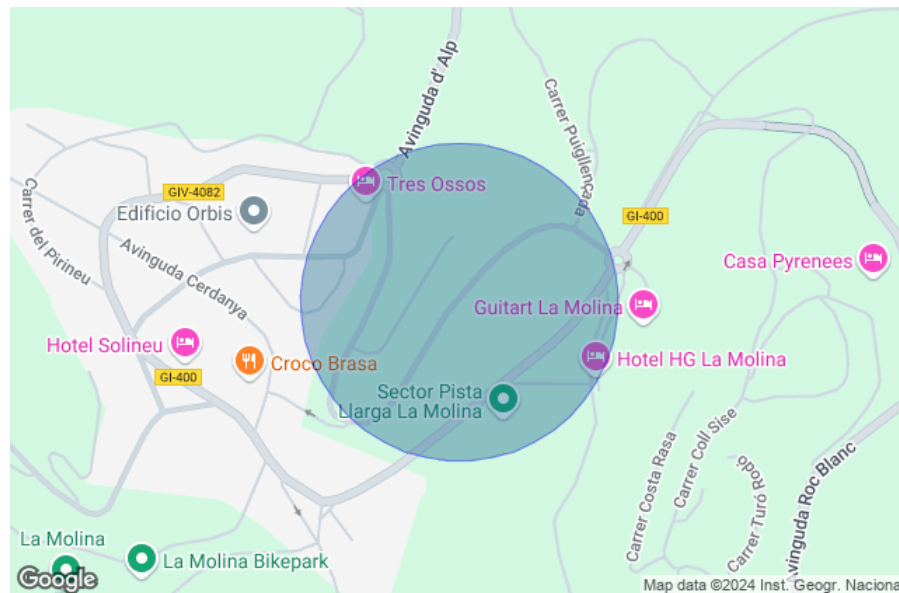 Avinguda d' Alp
Carrer Puigllençada
GIV-4082
Tres Ossos
Edificio Orbis
GI-400
Carrer del Pirineu
Avinguda Cerdanya
Casa Pyrenees
Guitart La Molina
Hotel Solineu
Croco Brasa
Hotel HG La Molina
GI-400
Sector Pista
Llarga La Molina
Carrer Costa Rasa
Carrer Coll Sise
Carrer Turó Rodó
Avinguda Roc Blanc
La Molina
La Molina Bikepark
Google
Map data ©2024 Inst. Geogr. Naciona